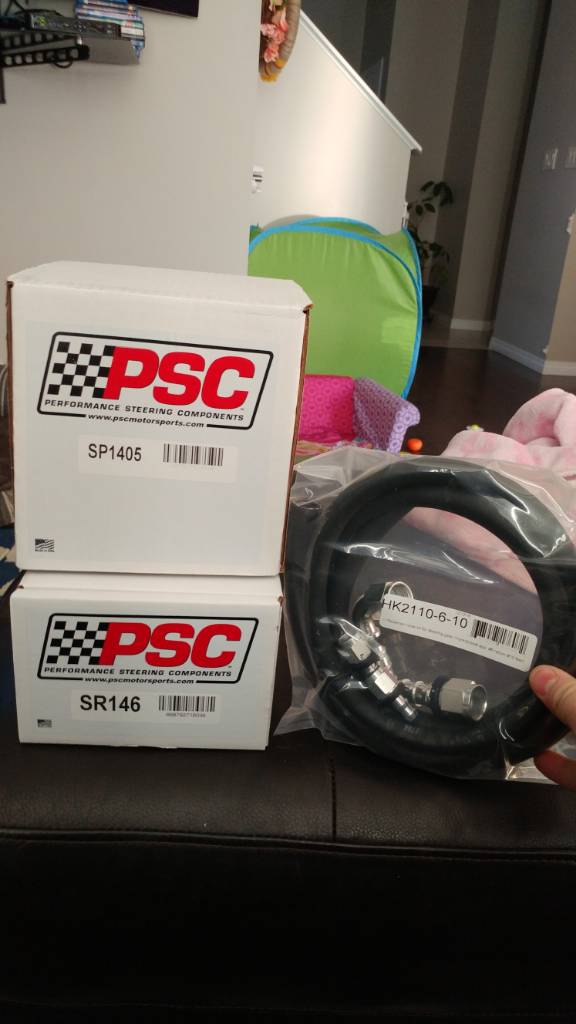 PSC
PERFORMANCE STEERING COMPONENTS
www.pscmotorsports.com
SP1405
PSC
PERFORMANCE STEERING COMPONENTS
www.pscmotorsports.com
SR146
HK2110-6-10